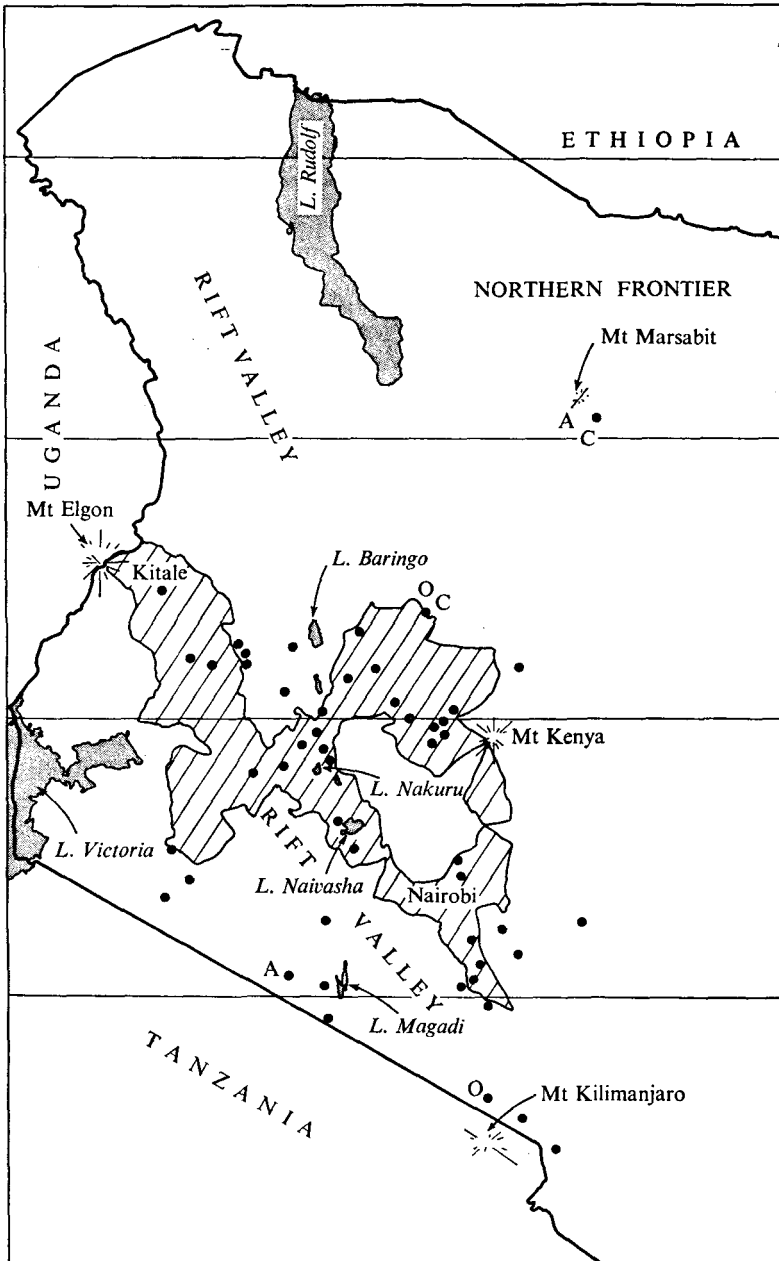 ETHIOPIA
L. Rudolf
RIFT VALLEY
NORTHERN FRONTIER
Mt Marsabit
A
C
UGANDA
Mt Elgon
Kitale
L. Baringo
O
C
Mt Kenya
L. Nakuru
L. Victoria
RIFT
VALLEY
L. Naivasha
Nairobi
A
L. Magadi
TANZANIA
O
Mt Kilimanjaro